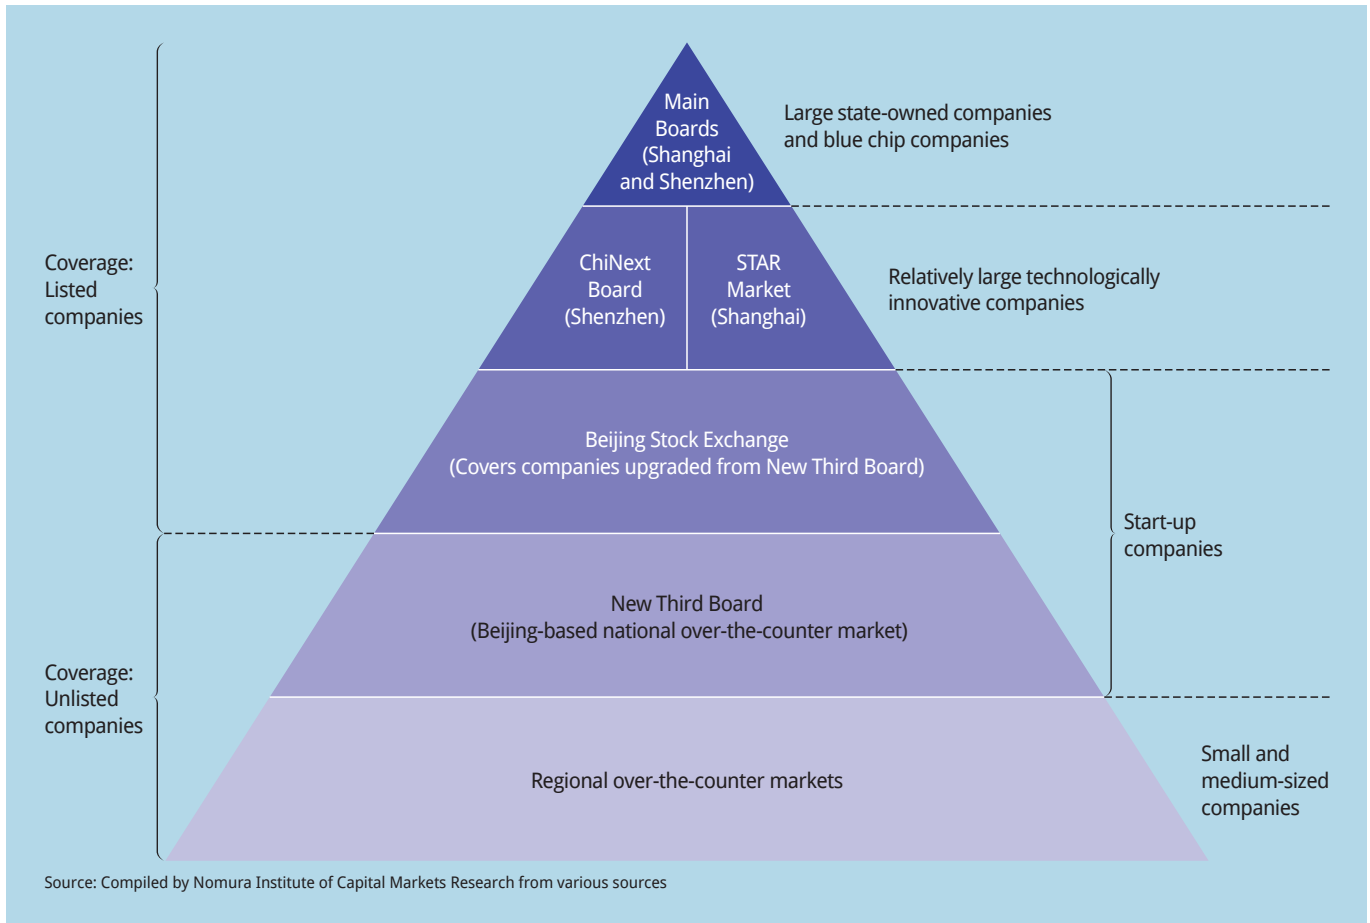 Main
Boards
(Shanghai
and Shenzhen)
Large state-owned companies
and blue chip companies
Coverage:
Listed
companies
ChiNext
Board
(Shenzhen)
STAR
Market
(Shanghai)
Relatively large technologically
innovative companies
Beijing Stock Exchange
(Covers companies upgraded from New Third Board)
Start-up
companies
New Third Board
(Beijing-based national over-the-counter market)
Coverage:
Unlisted
companies
Regional over-the-counter markets
Small and
medium-sized
companies
Source: Compiled by Nomura Institute of Capital Markets Research from various sources